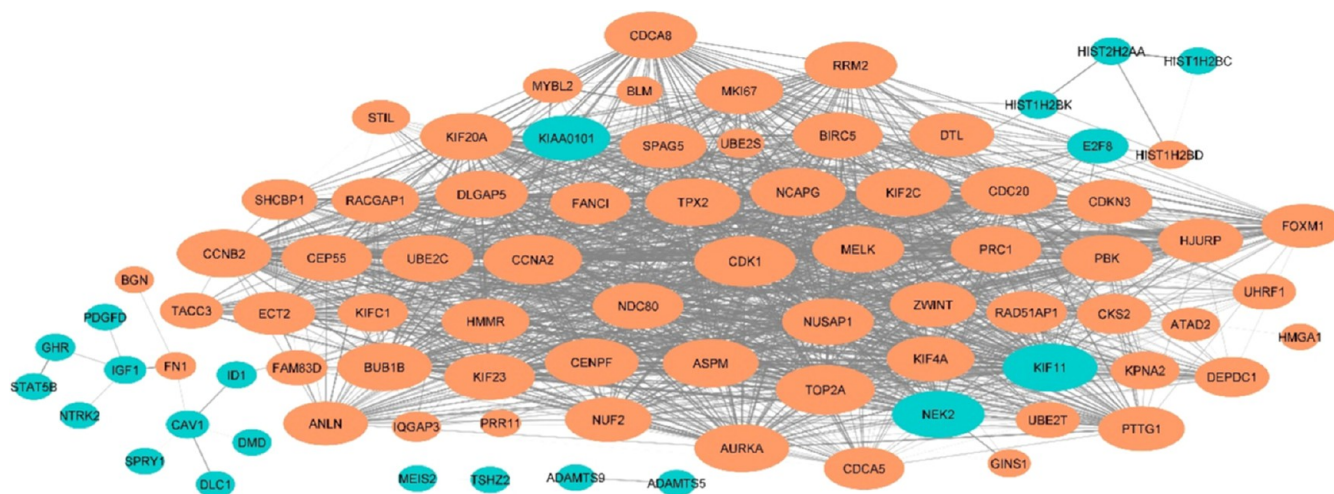 CDCA8
HIST2H2AA
HIST1H2BC
RRM2
MYBL2
BLM
MKI67
HIST1H2BK
STIL
KIF20A
KIAA0101
SPAG5
UBE2S
BIRC5
DTL
E2F8
HIST1H2BD
SHCBP1
RACGAP1
DLGAP5
FANCI
TPX2
NCAPG
KIF2C
CDC20
CDKN3
FOXM1
CCNB2
CEP55
UBE2C
CCNA2
CDK1
MELK
PRC1
PBK
HJURP
BGN
TACC3
ECT2
KIFC1
HMMR
NDC80
NUSAP1
ZWINT
RAD51AP1
CKS2
ATAD2
UHRF1
HMGA1
PDGFD
GHR
STAT5B
IGF1
FN1
NTRK2
ID1
FAM83D
BUB1B
KIF23
CENPF
ASPM
TOP2A
KIF4A
KIF11
KPNA2
DEPDC1
CAV1
DMD
SPRY1
DLC1
ANLN
IQGAP3
PRR11
NUF2
AURKA
CDCA5
NEK2
UBE2T
PTTG1
GINS1
MEIS2
TSHZ2
ADAMTS9
ADAMTS5